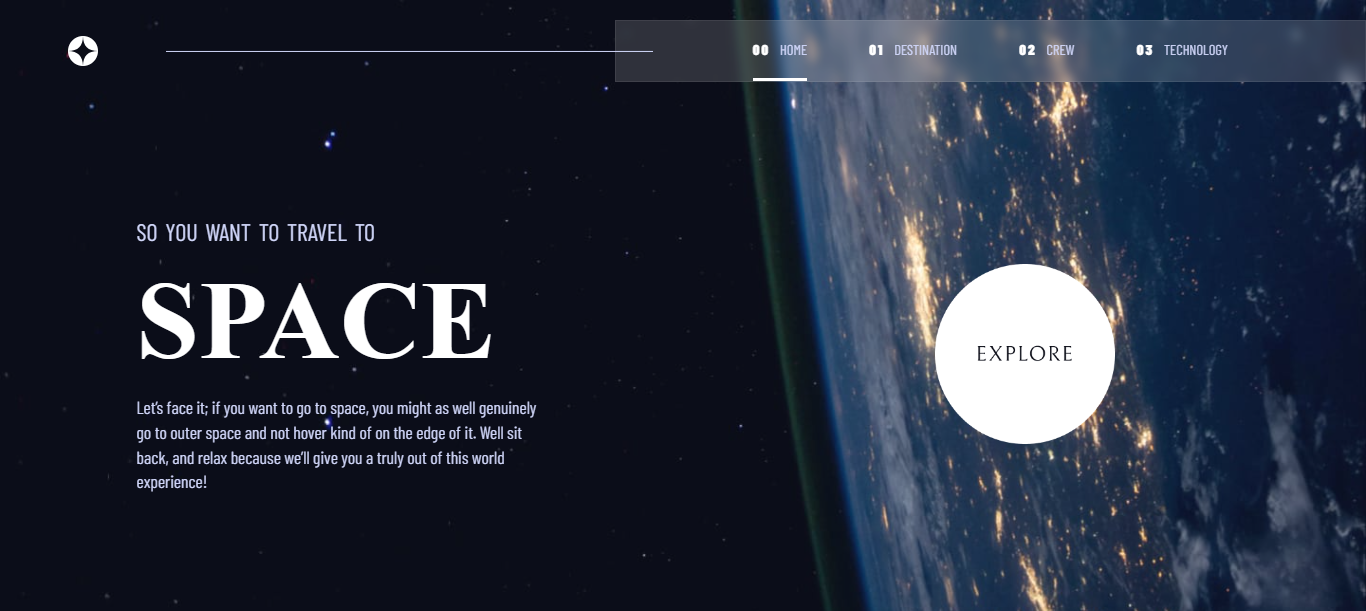 00 HOME 01 DESTINATION 02 CREW 03 TECHNOLOGY
SO YOU WANT TO TRAVEL TO
SPACE
Let’s face it; if you want to go to space, you might as well genuinely
go to outer space and not hover kind of on the edge of it. Well sit
back, and relax because we’ll give you a truly out of this world
experience!
EXPLORE